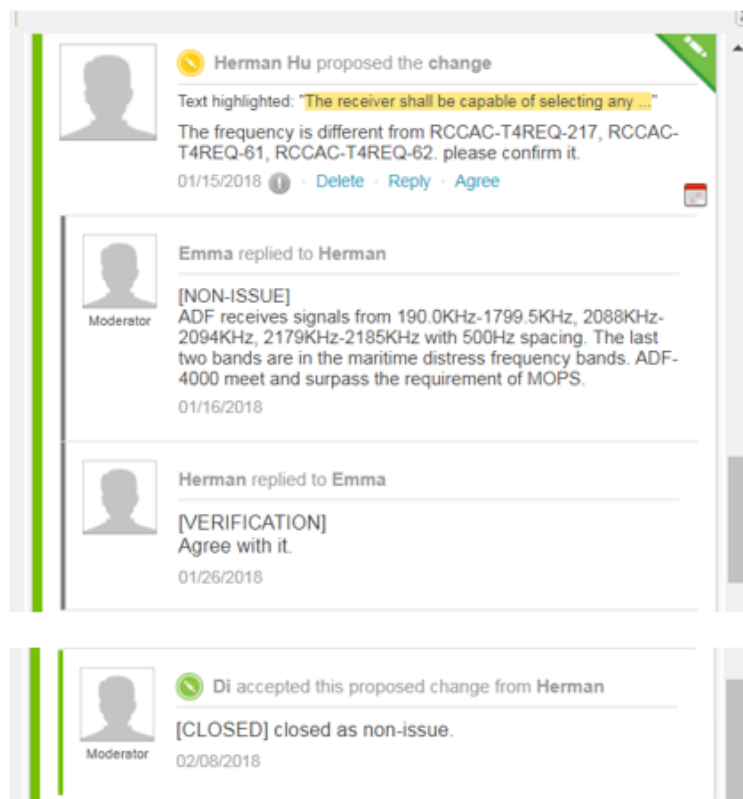 Herman Hu proposed the change
Text highlighted: "The receiver shall be capable of selecting any ..."
The frequency is different from RCCAC-T4REQ-217, RCCAC-
T4REQ-61, RCCAC-T4REQ-62. please confirm it.
01/15/2018 · Delete · Reply · Agree
Emma replied to Herman
Moderator
[NON-ISSUE]
ADF receives signals from 190.0KHz-1799.5KHz, 2088KHz-
2094KHz, 2179KHz-2185KHz with 500Hz spacing. The last
two bands are in the maritime distress frequency bands. ADF-
4000 meet and surpass the requirement of MOPS.
01/16/2018
Herman replied to Emma
[VERIFICATION]
Agree with it.
01/26/2018
Di accepted this proposed change from Herman
Moderator
[CLOSED] closed as non-issue.
02/08/2018